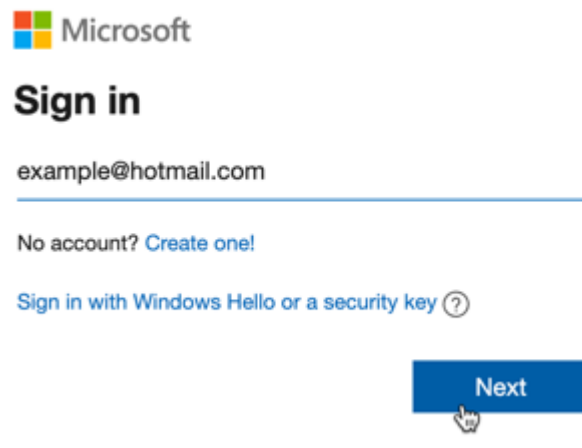 Microsoft
Sign in
example@hotmail.com
No account? Create one!
Sign in with Windows Hello or a security key ?
Next